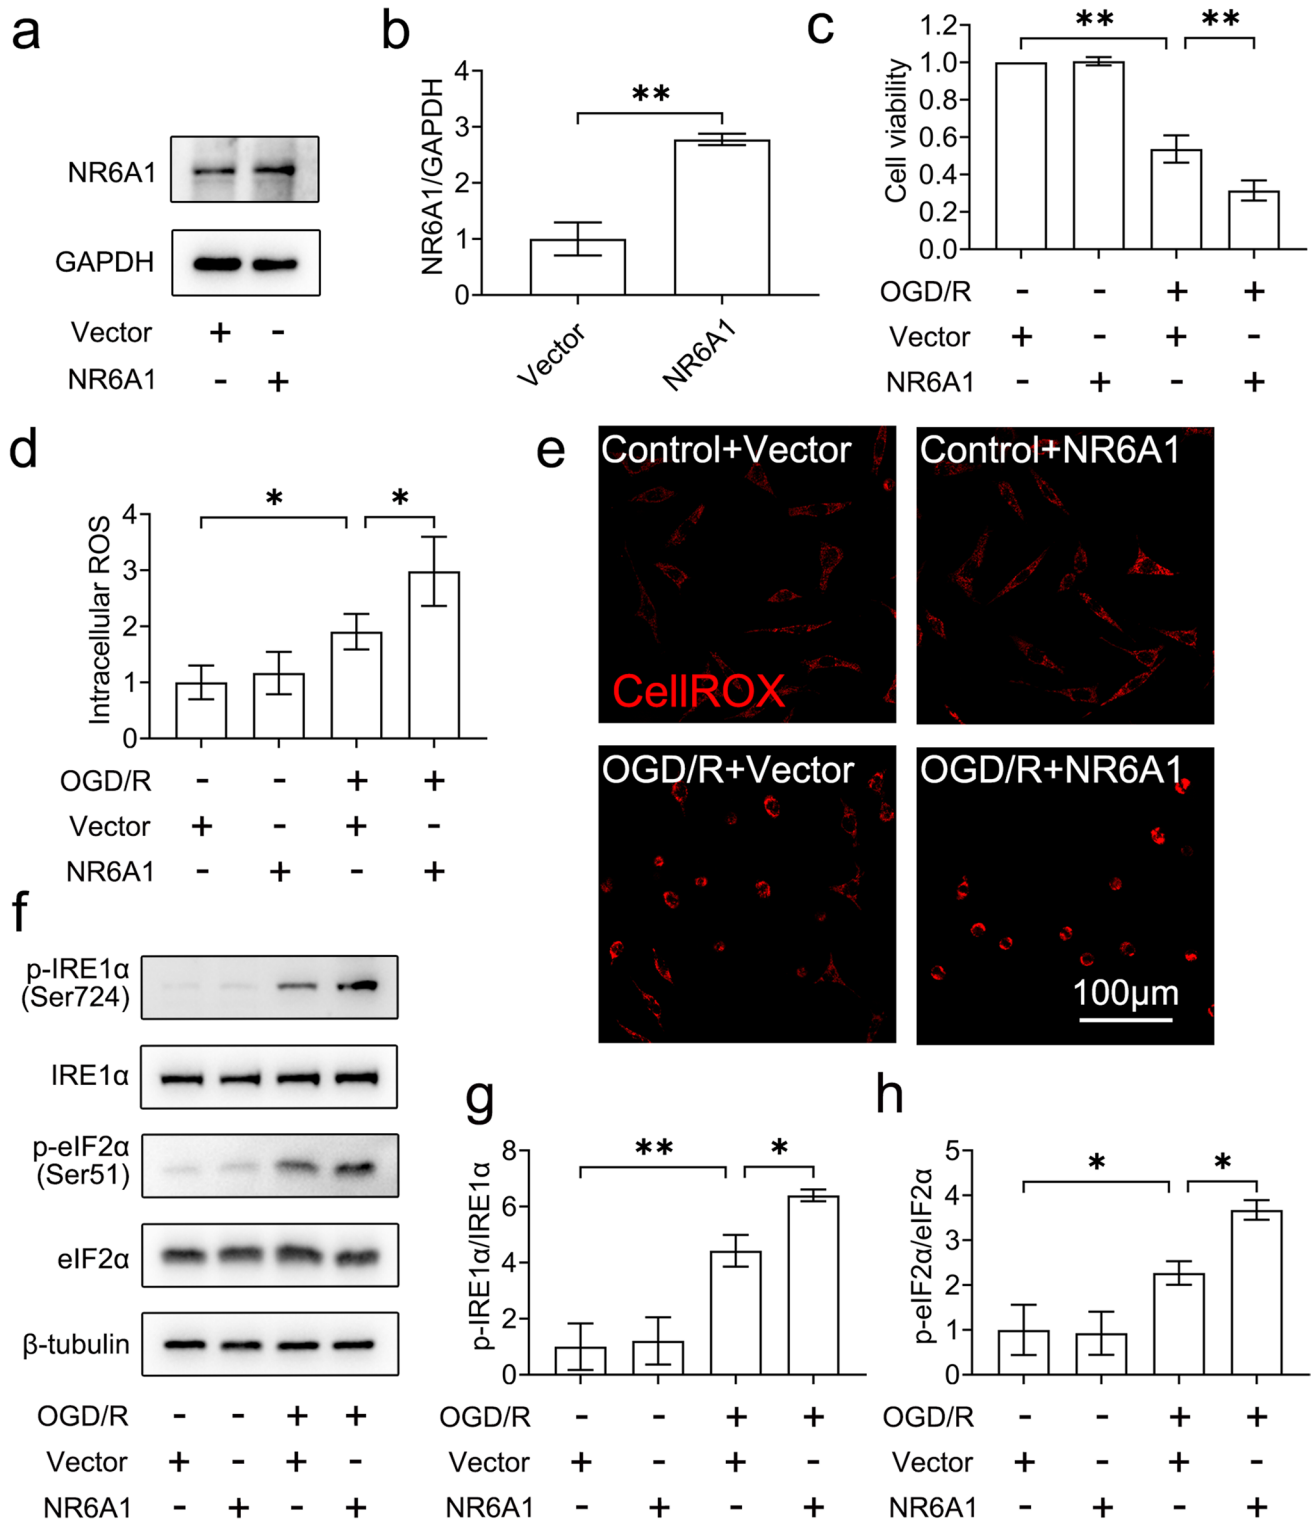 a
NR6A1
GAPDH
Vector + -
NR6A1 - +
b
NR6A1/GAPDH
4
3
2
1
0
**
Vector
NR6A1
c
Cell viability
1.2
1.0
0.8
0.6
0.4
0.2
0.0
** **
OGD/R - - + +
Vector + - + -
NR6A1 - + - +
d
Intracellular ROS
4
3
2
1
0
* *
OGD/R - - + +
Vector + - + -
NR6A1 - + - +
e
Control+Vector
CellROX
Control+NR6A1
OGD/R+Vector
OGD/R+NR6A1
100μm
f
p-IRE1α
(Ser724)
IRE1α
p-eIF2α
(Ser51)
eIF2α
β-tubulin
OGD/R - - + +
Vector + - + -
NR6A1 - + - +
g
p-IRE1α/IRE1α
8
6
4
2
0
** *
OGD/R - - + +
Vector + - + -
NR6A1 - + - +
h
p-eIF2α/eIF2α
5
4
3
2
1
0
* *
OGD/R - - + +
Vector + - + -
NR6A1 - + - +